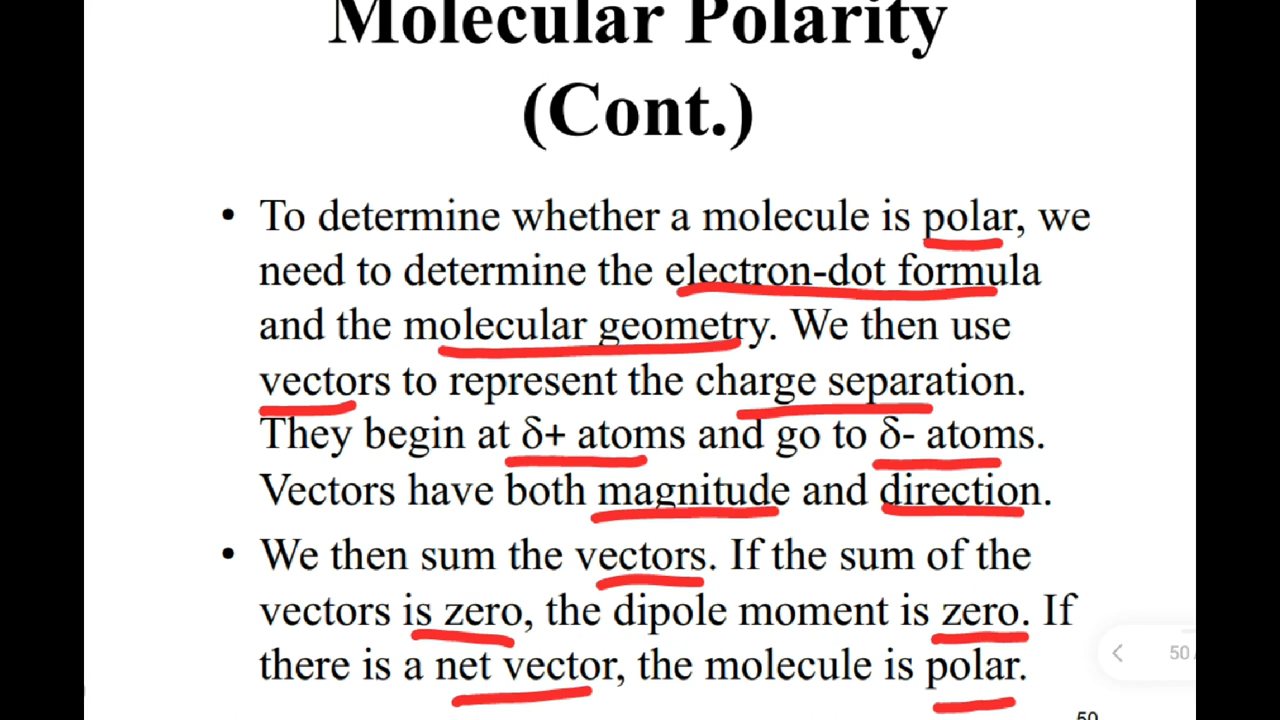 Molecular Polarity
(Cont.)
• To determine whether a molecule is polar, we
need to determine the electron-dot formula
and the molecular geometry. We then use
vectors to represent the charge separation.
They begin at δ+ atoms and go to δ- atoms.
Vectors have both magnitude and direction.
• We then sum the vectors. If the sum of the
vectors is zero, the dipole moment is zero. If
there is a net vector, the molecule is polar.
50
50